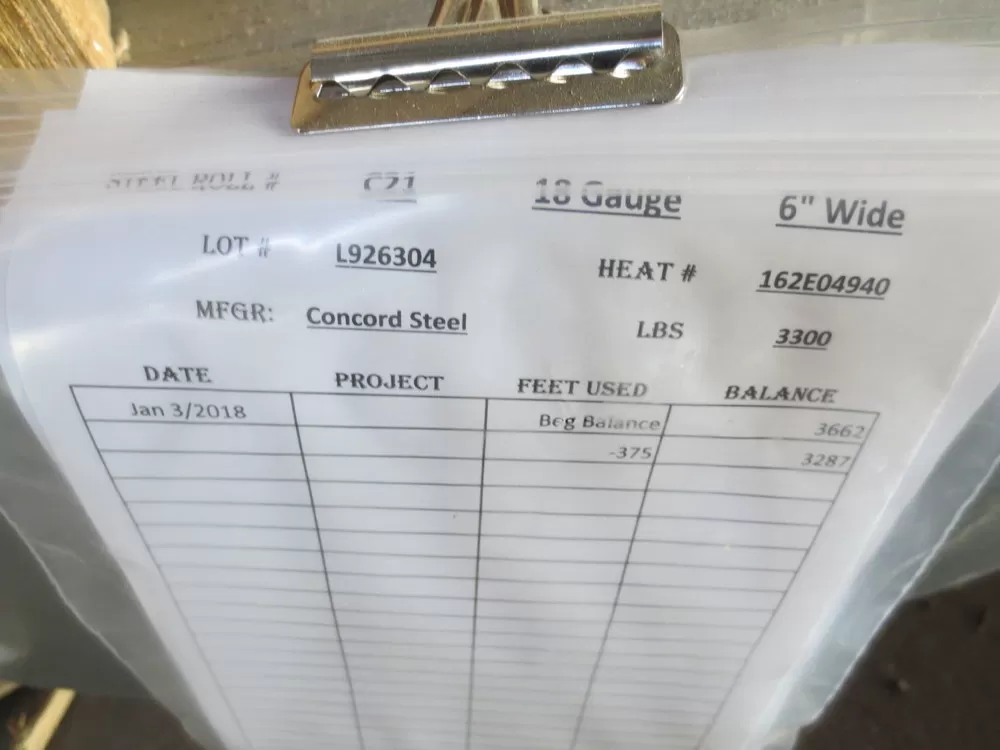 STEEL ROLL # C21 18 Gauge 6" Wide
LOT # L926304 HEAT # 162E04940
MFGR: Concord Steel LBS 3300
DATE PROJECT FEET USED BALANCE
Jan 3/2018 Beg Balance 3662
-375 3287